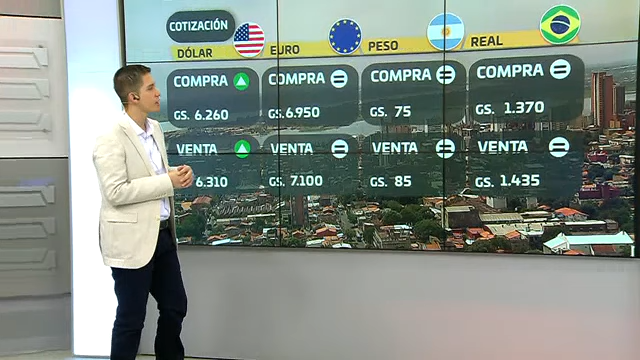 COTIZACIÓN
DÓLAR EURO PESO REAL
COMPRA COMPRA COMPRA COMPRA
GS. 6.260 GS. 6.950 GS. 75 GS. 1.370
VENTA VENTA VENTA VENTA
6.310 GS. 7.100 GS. 85 GS. 1.435